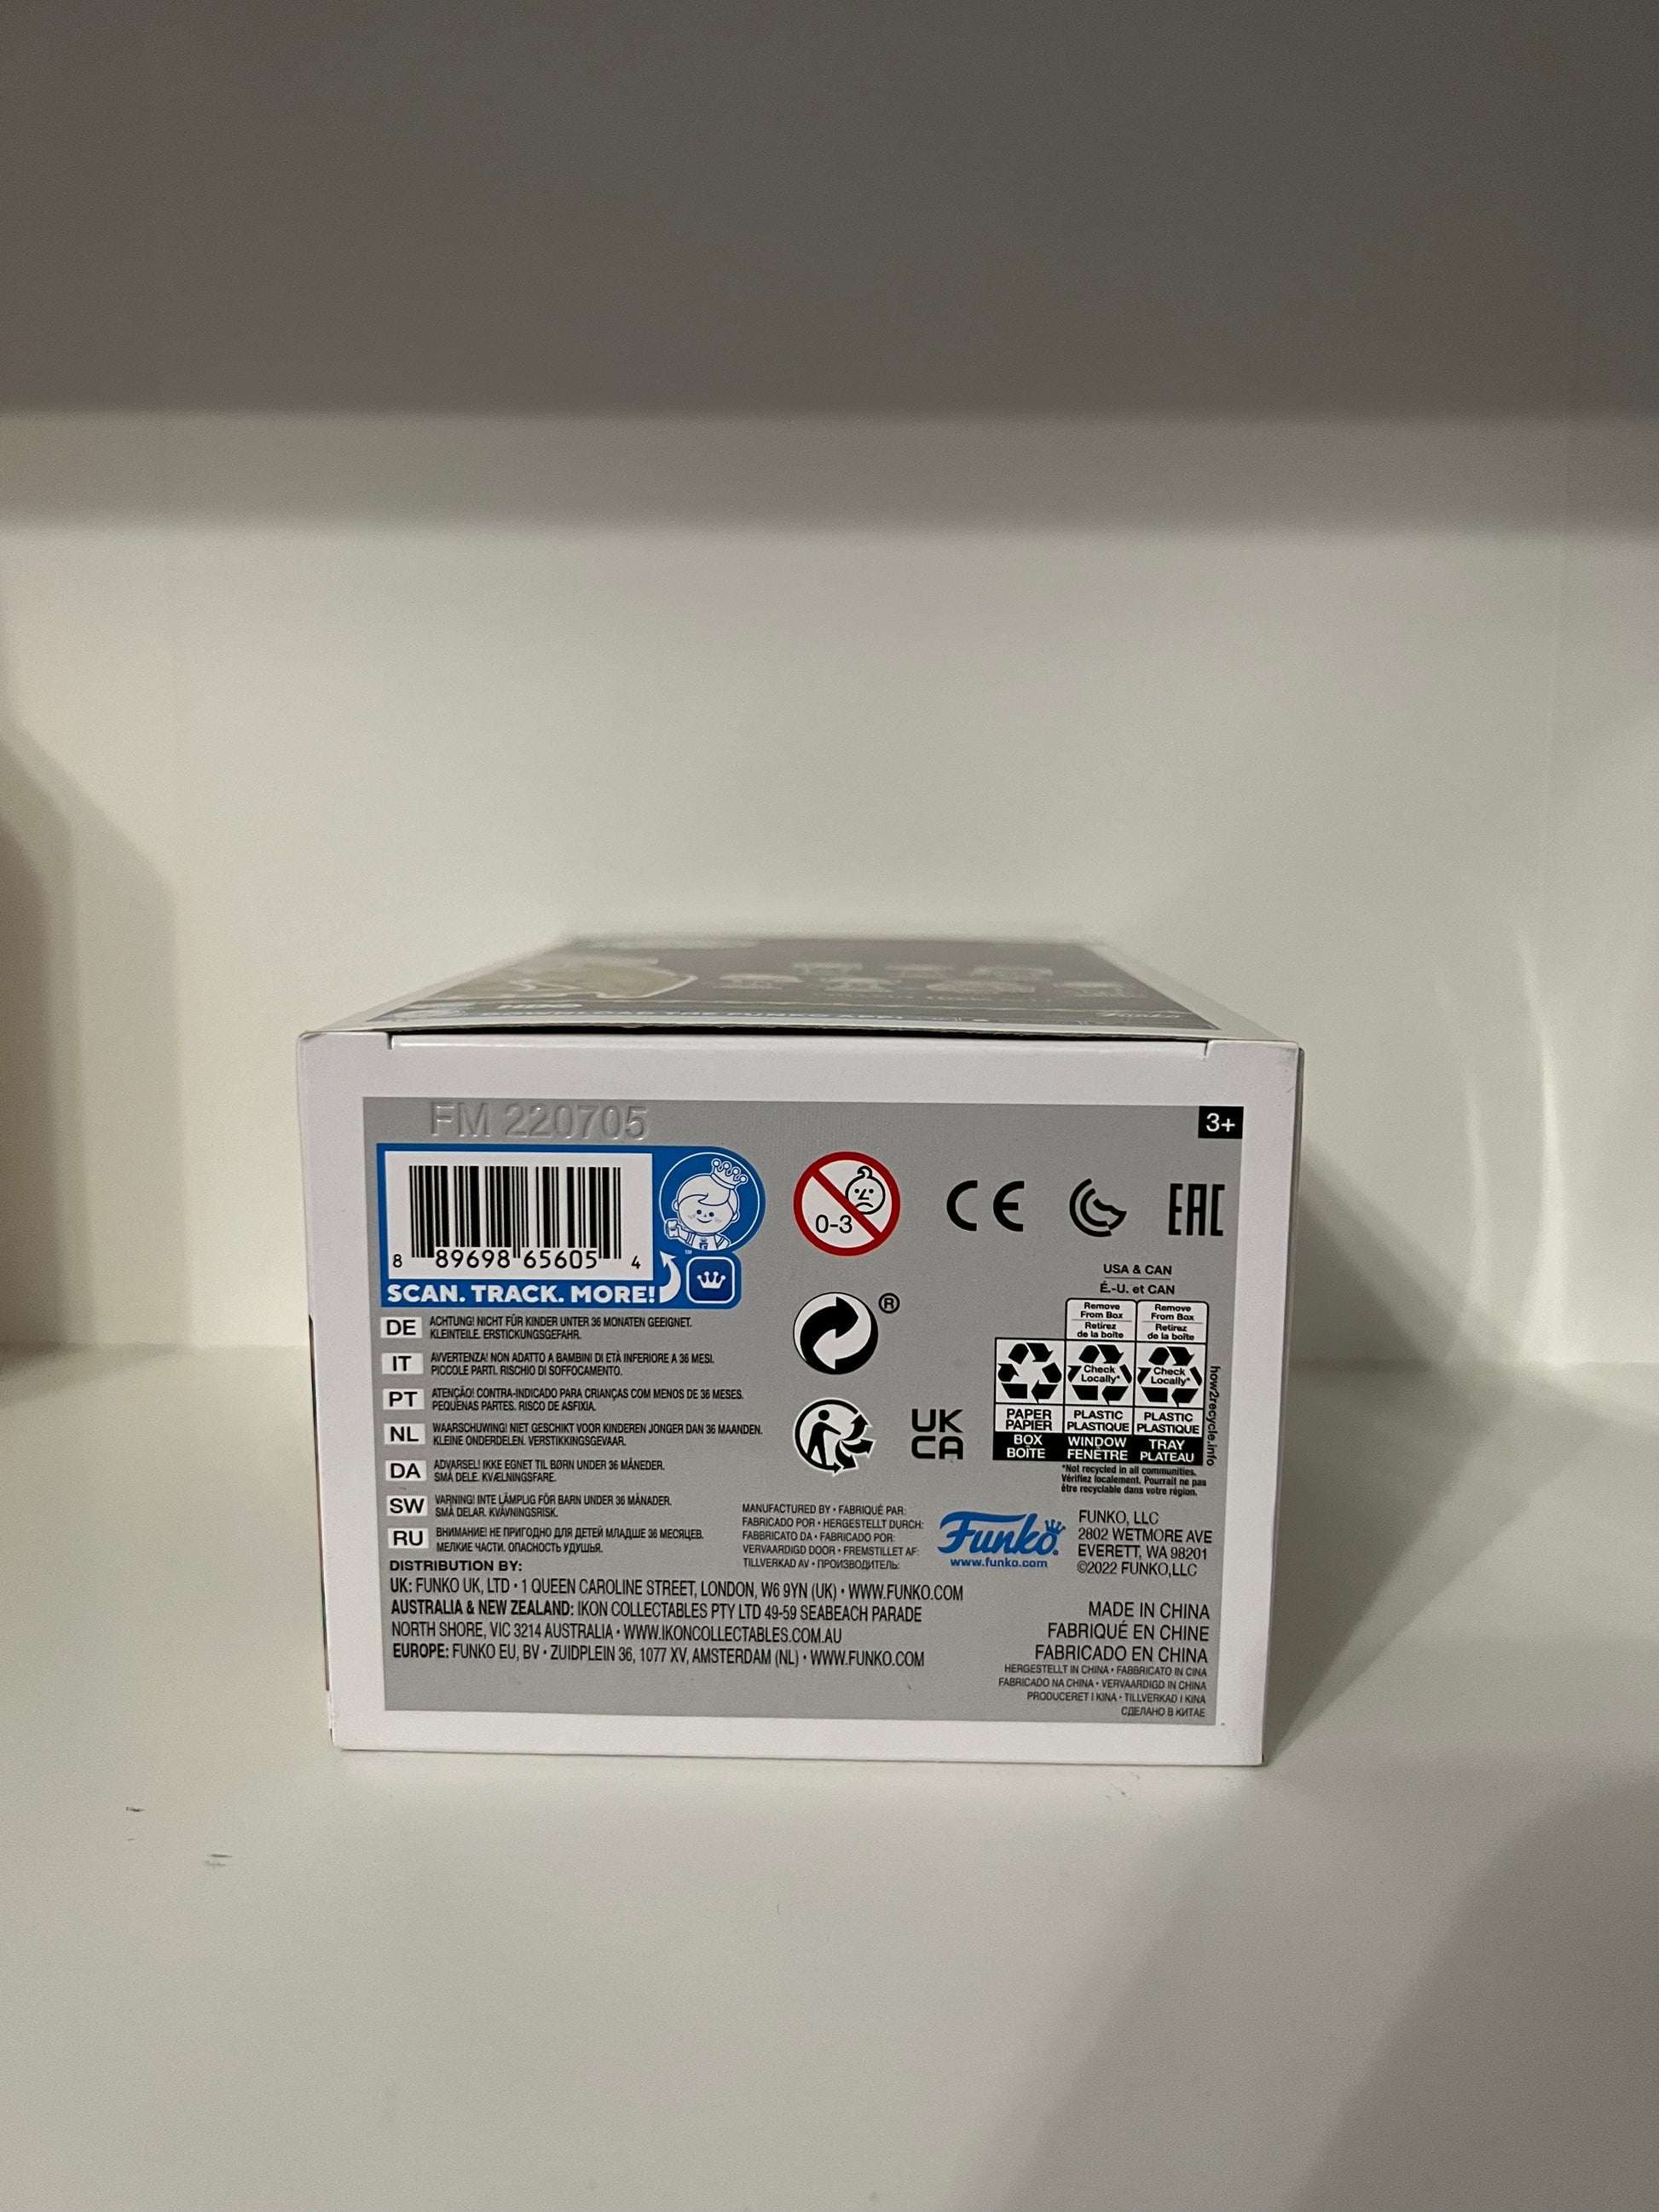 FM 220705
3+
8 89698 65605 4
SCAN. TRACK. MORE!
0-3
CE
EAC
USA & CAN
É.-U. et CAN
Remove
From Box
Retirez
de la boîte
Remove
From Box
Retirez
de la boîte
Check
Locally*
Check
Locally*
PAPER
PAPIER
PLASTIC
PLASTIQUE
PLASTIC
PLASTIQUE
BOX
BOÎTE
WINDOW
FENÊTRE
TRAY
PLATEAU
how2recycle.info
*Not recycled in all communities.
Vérifiez localement. Pourrait ne pas
être recyclable dans votre région.
®
UK
CA
DE ACHTUNG! NICHT FÜR KINDER UNTER 36 MONATEN GEEIGNET.
KLEINTEILE. ERSTICKUNGSGEFAHR.
IT AVVERTENZA! NON ADATTO A BAMBINI DI ETÀ INFERIORE A 36 MESI.
PICCOLE PARTI. RISCHIO DI SOFFOCAMENTO.
PT ATENÇÃO! CONTRA-INDICADO PARA CRIANÇAS COM MENOS DE 36 MESES.
PEQUENAS PARTES. RISCO DE ASFIXIA.
NL WAARSCHUWING! NIET GESCHIKT VOOR KINDEREN JONGER DAN 36 MAANDEN.
KLEINE ONDERDELEN. VERSTIKKINGSGEVAAR.
DA ADVARSEL! IKKE EGNET TIL BØRN UNDER 36 MÅNEDER.
SMÅ DELE. KVÆLNINGSFARE.
SW VARNING! INTE LÄMPLIG FÖR BARN UNDER 36 MÅNADER.
SMÅ DELAR. KVÄVNINGSRISK.
RU ВНИМАНИЕ! НЕ ПРИГОДНО ДЛЯ ДЕТЕЙ МЛАДШЕ 36 МЕСЯЦЕВ.
МЕЛКИЕ ЧАСТИ. ОПАСНОСТЬ УДУШЬЯ.
MANUFACTURED BY • FABRIQUÉ PAR:
FABRICADO POR • HERGESTELLT DURCH:
FABBRICATO DA • FABRICADO POR:
VERVAARDIGD DOOR • FREMSTILLET AF:
TILLVERKAD AV • ПРОИЗВОДИТЕЛЬ:
Funko
www.funko.com
FUNKO, LLC
2802 WETMORE AVE
EVERETT, WA 98201
©2022 FUNKO,LLC
DISTRIBUTION BY:
UK: FUNKO UK, LTD • 1 QUEEN CAROLINE STREET, LONDON, W6 9YN (UK) • WWW.FUNKO.COM
AUSTRALIA & NEW ZEALAND: IKON COLLECTABLES PTY LTD 49-59 SEABEACH PARADE
NORTH SHORE, VIC 3214 AUSTRALIA • WWW.IKONCOLLECTABLES.COM.AU
EUROPE: FUNKO EU, BV • ZUIDPLEIN 36, 1077 XV, AMSTERDAM (NL) • WWW.FUNKO.COM
MADE IN CHINA
FABRIQUÉ EN CHINE
FABRICADO EN CHINA
HERGESTELLT IN CHINA • FABBRICATO IN CINA
FABRICADO NA CHINA • VERVAARDIGD IN CHINA
PRODUCERET I KINA • TILLVERKAD I KINA
СДЕЛАНО В КИТАЕ